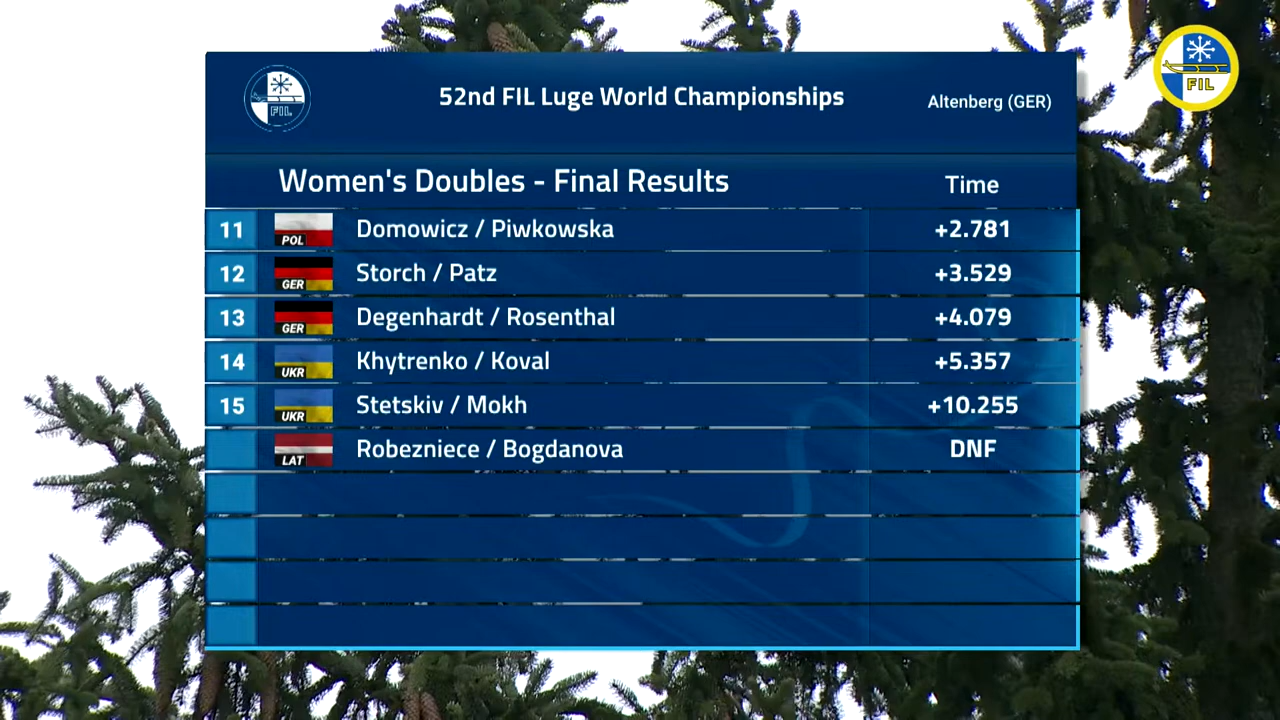 52nd FIL Luge World Championships
Altenberg (GER)
FIL
FIL
Women's Doubles - Final Results Time
11 POL Domowicz / Piwkowska +2.781
12 GER Storch / Patz +3.529
13 GER Degenhardt / Rosenthal +4.079
14 UKR Khytrenko / Koval +5.357
15 UKR Stetskiv / Mokh +10.255
LAT Robezniece / Bogdanova DNF